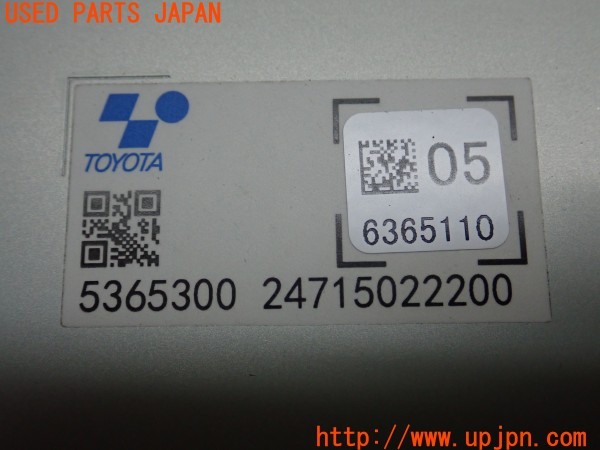 USED PARTS JAPAN
TOYOTA
05
6365110
5365300 24715022200
http://www.upjpn.com/